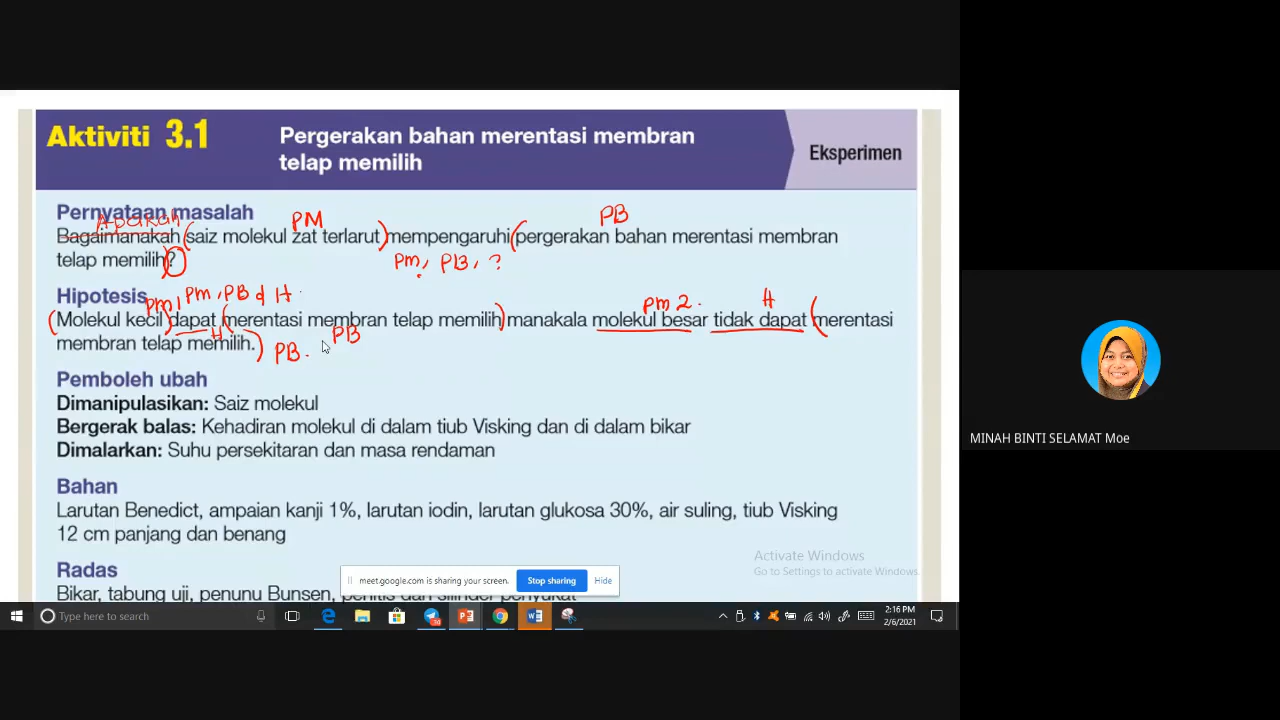 Aktiviti 3.1
Pergerakan bahan merentasi membran
telap memilih
Eksperimen
Pernyataan masalah
Apakah
PM
PB
Bagaimanakah saiz molekul zat terlarut mempengaruhi pergerakan bahan merentasi membran
telap memilih?
Pm, PB, ?
Hipotesis
Pm, PB & H
Pm 1
pm 2.
H
Molekul kecil dapat merentasi membran telap memilih manakala molekul besar tidak dapat merentasi
H
PB
membran telap memilih.
PB.
Pemboleh ubah
Dimanipulasikan: Saiz molekul
Bergerak balas: Kehadiran molekul di dalam tiub Visking dan di dalam bikar
Dimalarkan: Suhu persekitaran dan masa rendaman
Bahan
Larutan Benedict, ampaian kanji 1%, larutan iodin, larutan glukosa 30%, air suling, tiub Visking
12 cm panjang dan benang
Radas
Bikar, tabung uji, penunu Bunsen, penitis dan silinder penyukat
meet.google.com is sharing your screen.
Stop sharing
Hide
Activate Windows
Go to Settings to activate Windows.
Type here to search
2:16 PM
2/6/2021
MINAH BINTI SELAMAT Moe